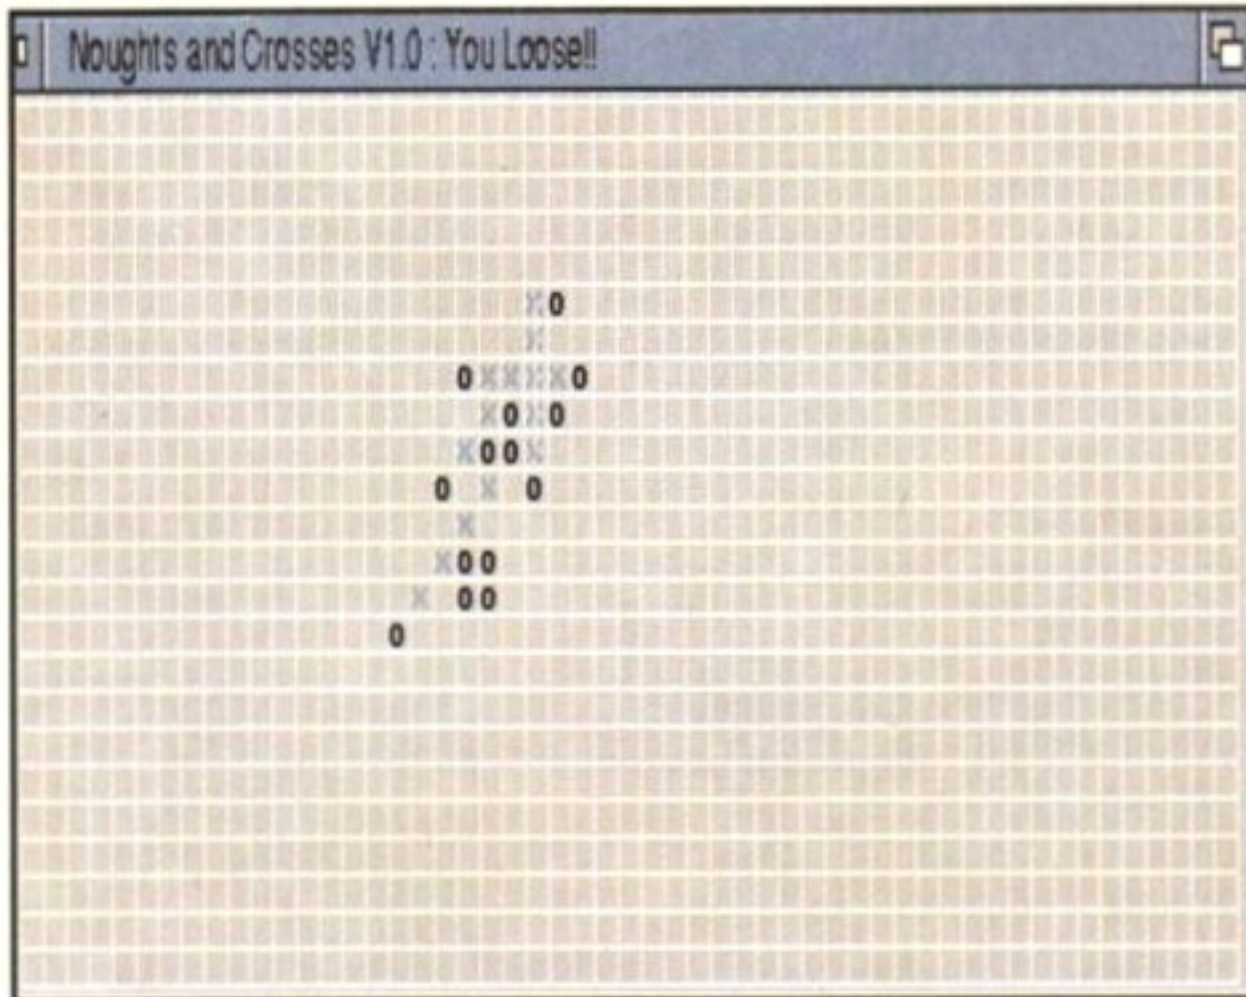 Noughts and Crosses V1.0 : You Loose!!
X O
X
O X X X X O
X O X O
X O O X
O X O
X
X O O
X O O
O